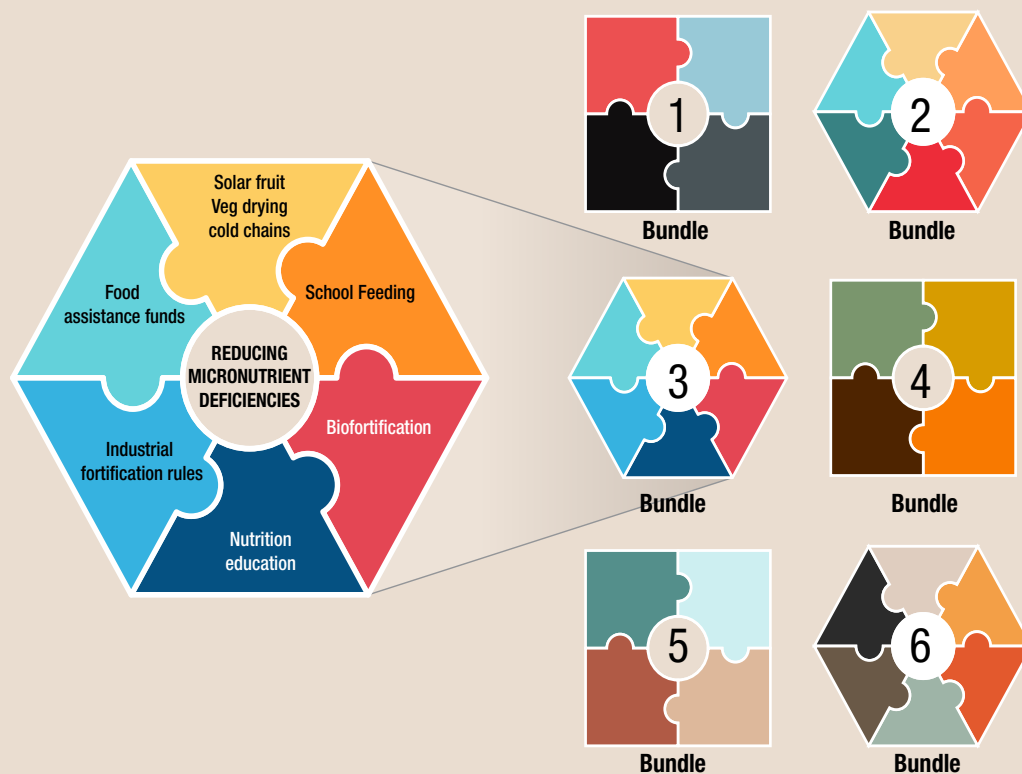 Solar fruit
Veg drying
cold chains
School Feeding
Food
assistance funds
REDUCING
MICRONUTRIENT
DEFICIENCIES
Biofortification
Industrial
fortification rules
Nutrition
education
1
Bundle
2
Bundle
3
Bundle
4
Bundle
5
Bundle
6
Bundle